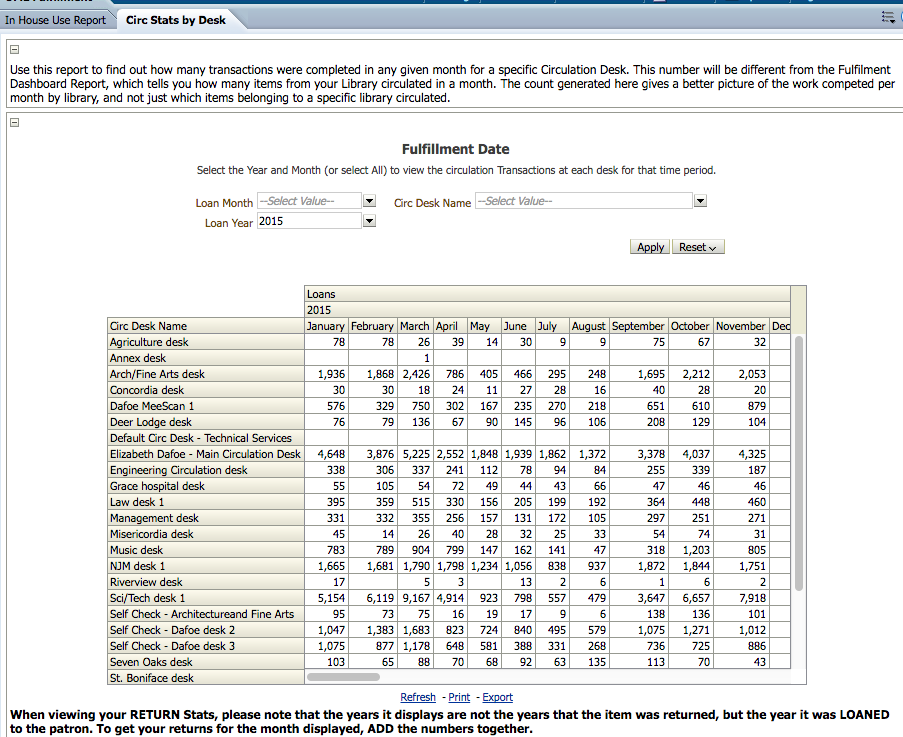 In House Use Report Circ Stats by Desk
Use this report to find out how many transactions were completed in any given month for a specific Circulation Desk. This number will be different from the Fulfilment
Dashboard Report, which tells you how many items from your Library circulated in a month. The count generated here gives a better picture of the work competed per
month by library, and not just which items belonging to a specific library circulated.
Fulfillment Date
Select the Year and Month (or select All) to view the circulation Transactions at each desk for that time period.
Loan Month --Select Value-- Circ Desk Name --Select Value--
Loan Year 2015
Apply Reset
Loans
2015
Circ Desk Name January February March April May June July August September October November Dec
Agriculture desk 78 78 26 39 14 30 9 9 75 67 32
Annex desk 1
Arch/Fine Arts desk 1,936 1,868 2,426 786 405 466 295 248 1,695 2,212 2,053
Concordia desk 30 30 18 24 11 27 28 16 40 28 20
Dafoe MeeScan 1 576 329 750 302 167 235 270 218 651 610 879
Deer Lodge desk 76 79 136 67 90 145 96 106 208 129 104
Default Circ Desk - Technical Services
Elizabeth Dafoe - Main Circulation Desk 4,648 3,876 5,225 2,552 1,848 1,939 1,862 1,372 3,378 4,037 4,325
Engineering Circulation desk 338 306 337 241 112 78 94 84 255 339 187
Grace hospital desk 55 105 54 72 49 44 43 66 47 46 46
Law desk 1 395 359 515 330 156 205 199 192 364 448 460
Management desk 331 332 355 256 157 131 172 105 297 251 271
Misericordia desk 45 14 26 40 28 32 25 33 54 74 31
Music desk 783 789 904 799 147 162 141 47 318 1,203 805
NJM desk 1 1,665 1,681 1,790 1,798 1,234 1,056 838 937 1,872 1,844 1,751
Riverview desk 17 5 3 13 2 6 1 6 2
Sci/Tech desk 1 5,154 6,119 9,167 4,914 923 798 557 479 3,647 6,657 7,918
Self Check - Architectureand Fine Arts 95 73 75 16 19 17 9 6 138 136 101
Self Check - Dafoe desk 2 1,047 1,383 1,683 823 724 840 495 579 1,075 1,271 1,012
Self Check - Dafoe desk 3 1,075 877 1,178 648 581 388 331 268 736 725 886
Seven Oaks desk 103 65 88 70 68 92 63 135 113 70 43
St. Boniface desk
Refresh - Print - Export
When viewing your RETURN Stats, please note that the years it displays are not the years that the item was returned, but the year it was LOANED
to the patron. To get your returns for the month displayed, ADD the numbers together.